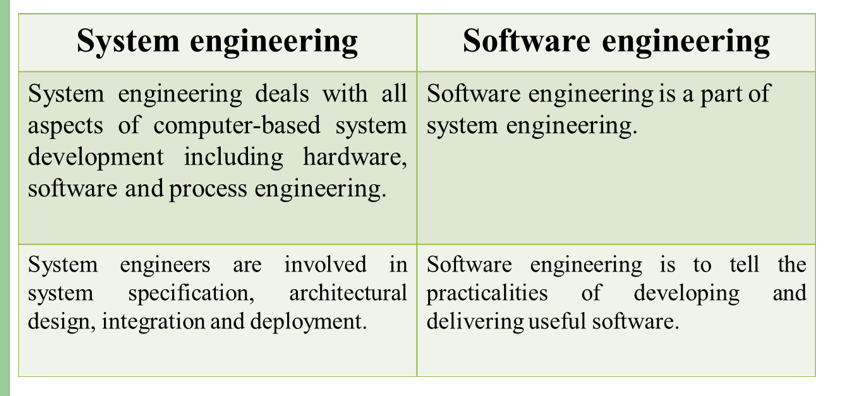 System engineering
Software engineering
System engineering deals with all
aspects of computer-based system
development including hardware,
software and process engineering.
Software engineering is a part of
system engineering.
System engineers are involved in
system specification, architectural
design, integration and deployment.
Software engineering is to tell the
practicalities of developing and
delivering useful software.